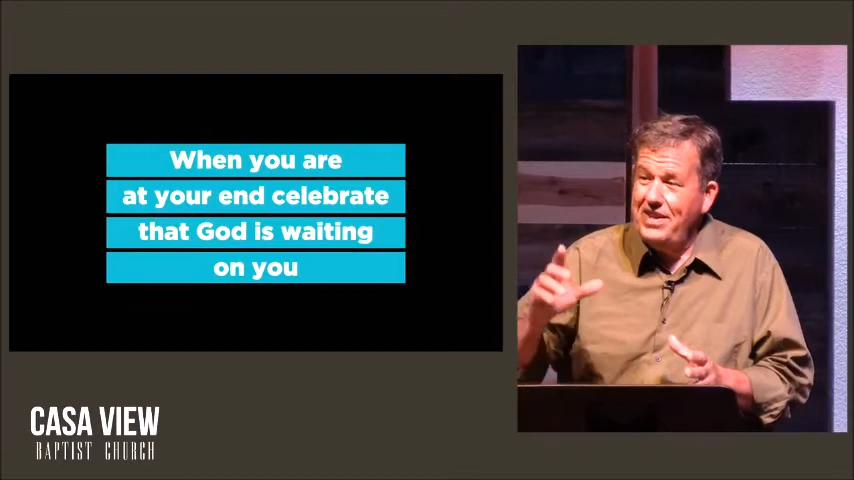 When you are
at your end celebrate
that God is waiting
on you
CASA VIEW
BAPTIST CHURCH